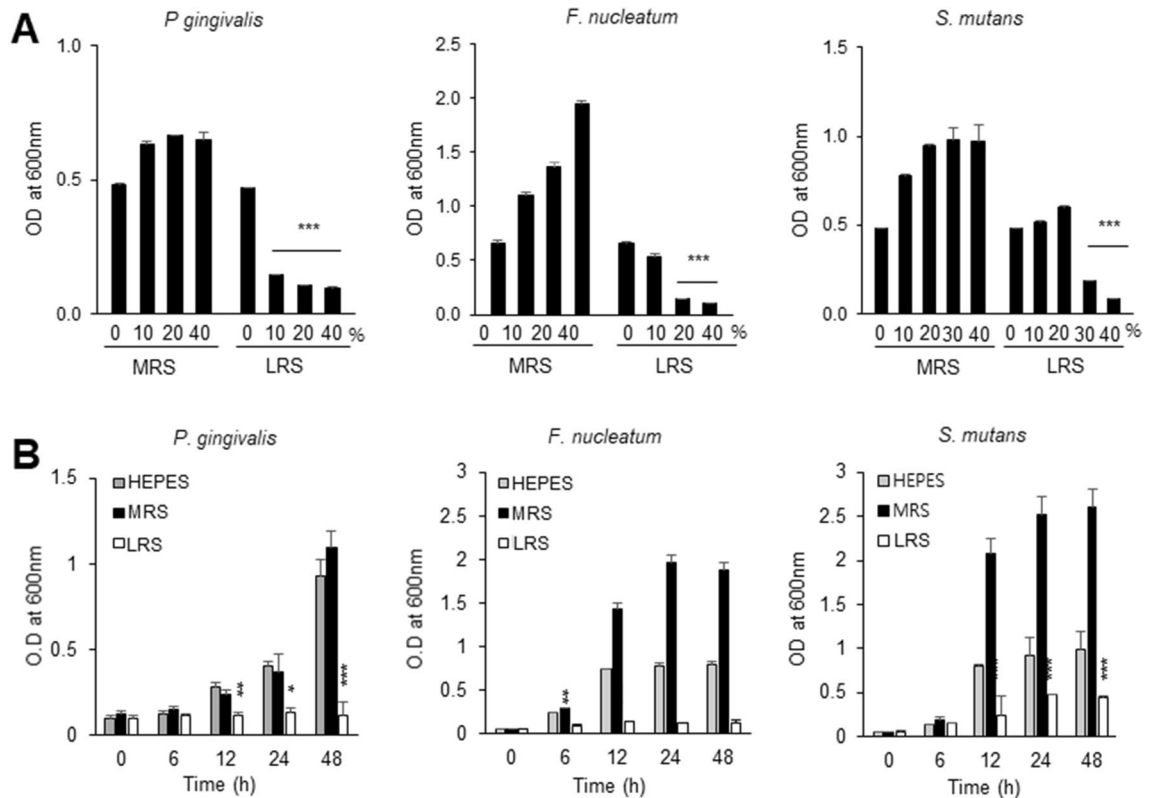 A
P gingivalis
F. nucleatum
S. mutans
OD at 600nm
1.0
0.5
0.0
0 10 20 40 0 10 20 40 %
MRS LRS
OD at 600nm
2.5
2.0
1.5
1.0
0.5
0.0
0 10 20 40 0 10 20 40 %
MRS LRS
OD at 600nm
1.5
1.0
0.5
0.0
0 10 20 30 40 0 10 20 30 40 %
MRS LRS
***
***
***
B
P. gingivalis
F. nucleatum
S. mutans
O.D at 600nm
1.5
1
0.5
0
HEPES
MRS
LRS
**
*
***
0 6 12 24 48
Time (h)
O.D at 600nm
3
2.5
2
1.5
1
0.5
0
HEPES
MRS
LRS
**
0 6 12 24 48
Time (h)
OD at 600nm
3
2.5
2
1.5
1
0.5
0
HEPES
MRS
LRS
***
***
0 6 12 24 48
Time (h)